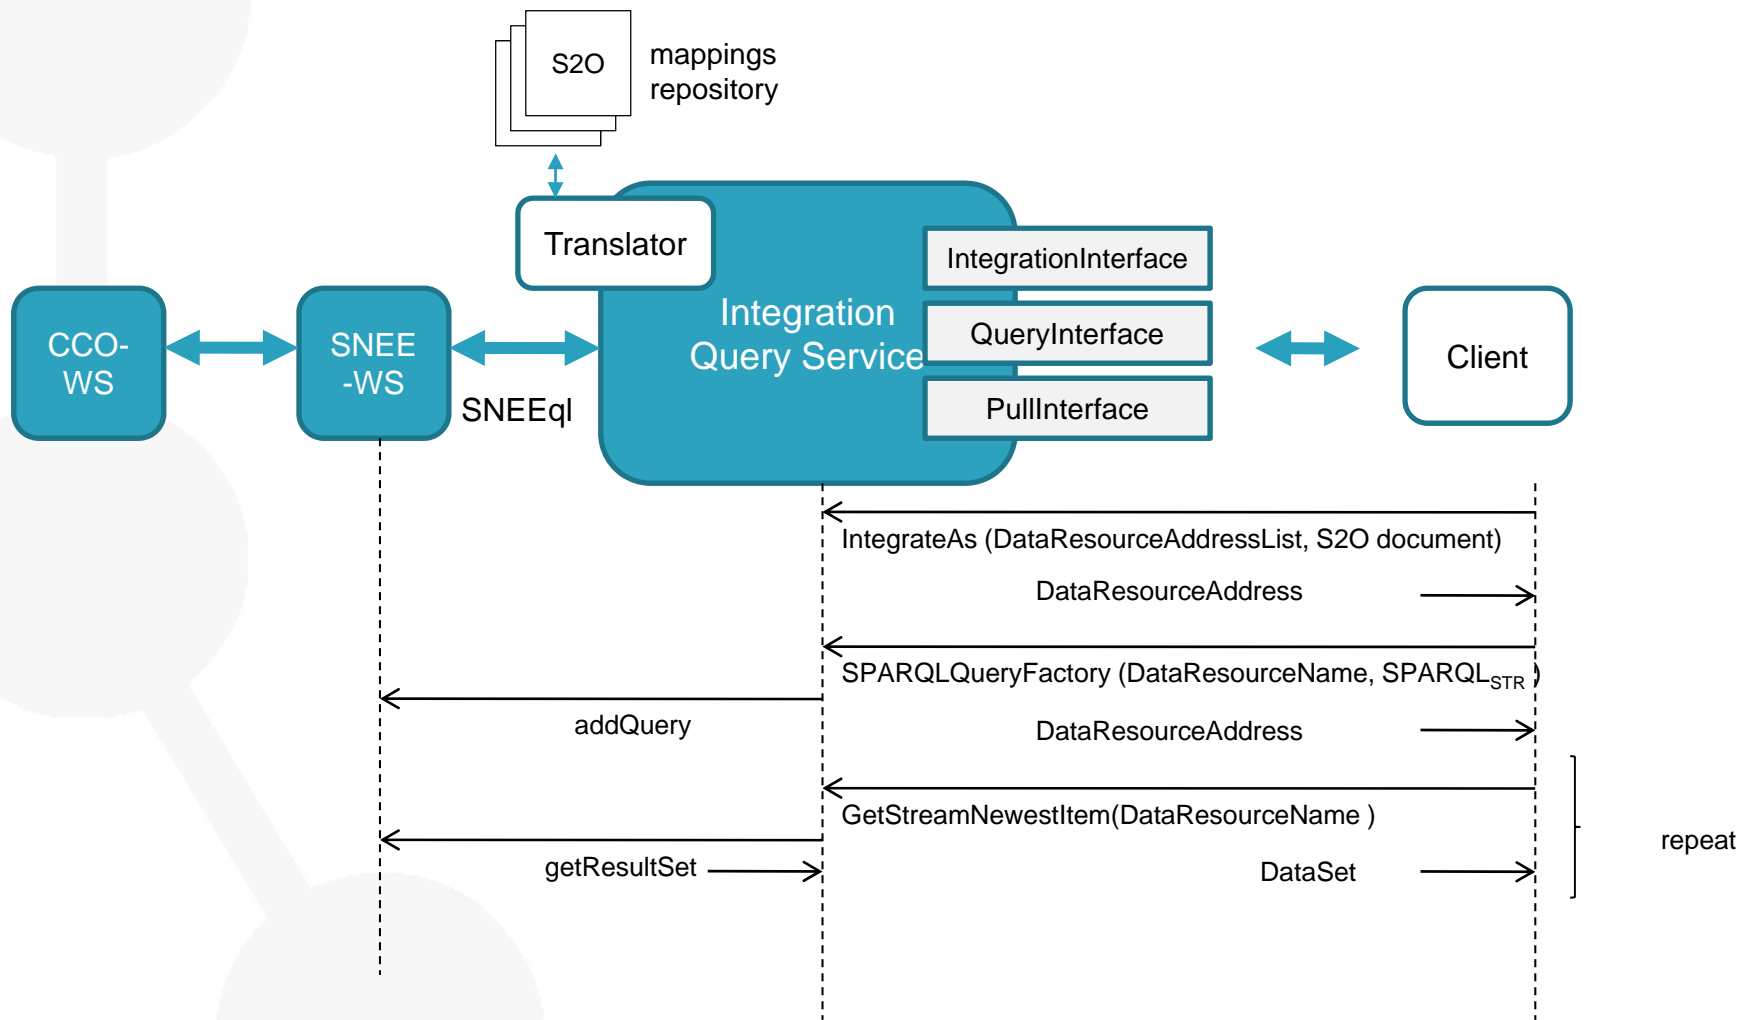 S2O
mappings
repository
Translator
IntegrationInterface
Integration
Query Service
QueryInterface
PullInterface
CCO-
WS
SNEE
-WS
SNEEql
Client
IntegrateAs (DataResourceAddressList, S2O document)
DataResourceAddress
SPARQLQueryFactory (DataResourceName, SPARQLSTR )
addQuery
DataResourceAddress
GetStreamNewestItem(DataResourceName )
repeat
getResultSet
DataSet